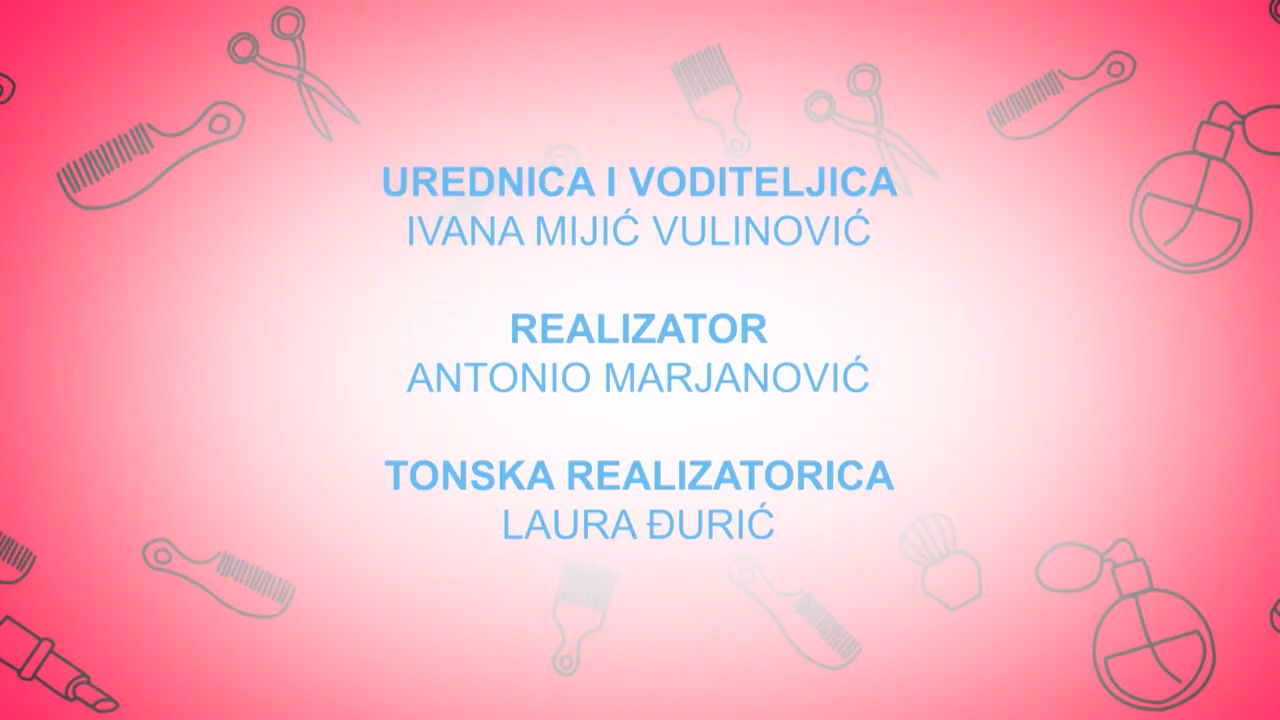 UREDNICA I VODITELJICA
IVANA MIJIĆ VULINOVIĆ
REALIZATOR
ANTONIO MARJANOVIĆ
TONSKA REALIZATORICA
LAURA ĐURIĆ